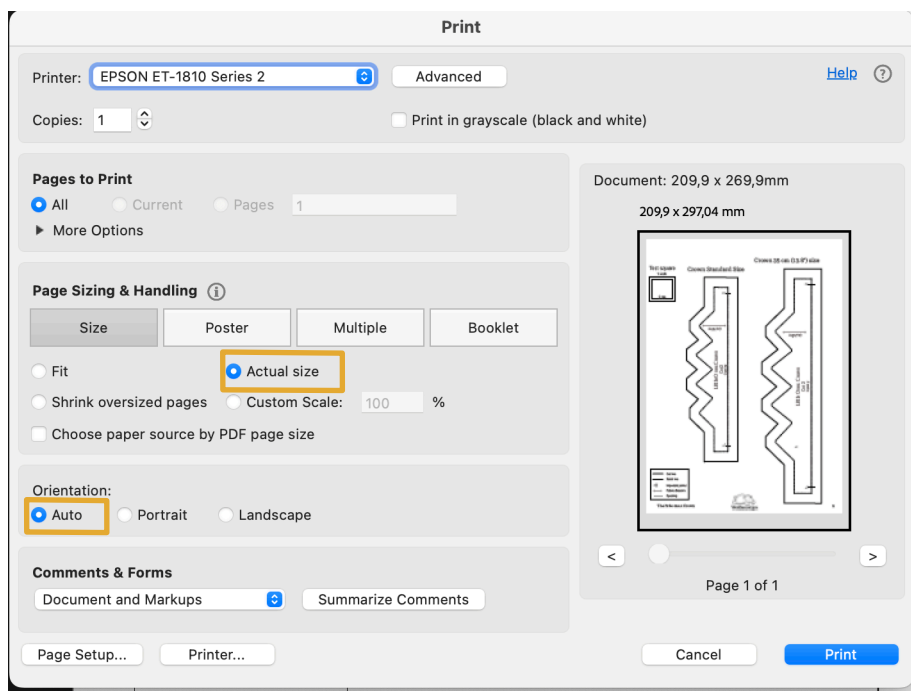 Print
Printer: EPSON ET-1810 Series 2 Advanced Help ?
Copies: 1 Print in grayscale (black and white)
Pages to Print
All Current Pages 1
More Options
Page Sizing & Handling i
Size Poster Multiple Booklet
Fit Actual size
Shrink oversized pages Custom Scale: 100 %
Choose paper source by PDF page size
Orientation:
Auto Portrait Landscape
Comments & Forms
Document and Markups Summarize Comments
Page Setup... Printer... Cancel Print
Document: 209,9 x 269,9mm
209,9 x 297,04 mm
Test square
Crown Standard Size
< >
Page 1 of 1